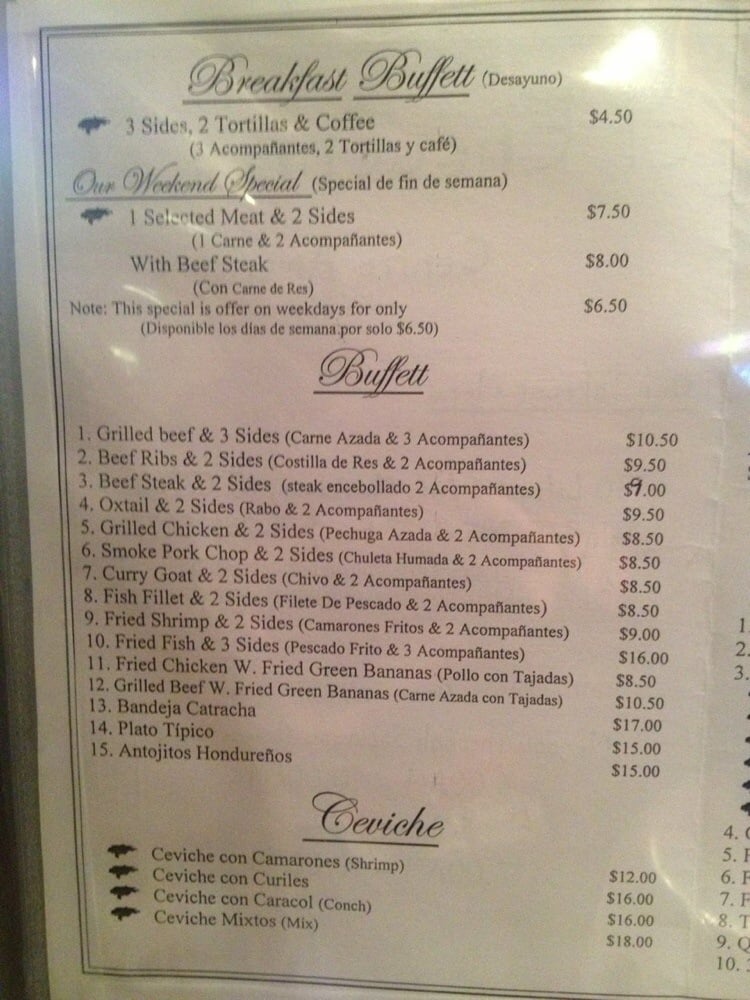 Breakfast Buffett (Desayuno)
3 Sides, 2 Tortillas & Coffee $4.50
(3 Acompañantes, 2 Tortillas y café)
Our Weekend Special (Special de fin de semana)
1 Selected Meat & 2 Sides $7.50
(1 Carne & 2 Acompañantes)
With Beef Steak $8.00
(Con Carne de Res)
Note: This special is offer on weekdays for only $6.50
(Disponible los días de semana.por solo $6.50)
Buffett
1. Grilled beef & 3 Sides (Carne Azada & 3 Acompañantes) $10.50
2. Beef Ribs & 2 Sides (Costilla de Res & 2 Acompañantes) $9.50
3. Beef Steak & 2 Sides (steak encebollado 2 Acompañantes) $9.00
4. Oxtail & 2 Sides (Rabo & 2 Acompañantes) $9.50
5. Grilled Chicken & 2 Sides (Pechuga Azada & 2 Acompañantes) $8.50
6. Smoke Pork Chop & 2 Sides (Chuleta Humada & 2 Acompañantes) $8.50
7. Curry Goat & 2 Sides (Chivo & 2 Acompañantes) $8.50
8. Fish Fillet & 2 Sides (Filete De Pescado & 2 Acompañantes) $8.50
9. Fried Shrimp & 2 Sides (Camarones Fritos & 2 Acompañantes) $9.00
10. Fried Fish & 3 Sides (Pescado Frito & 3 Acompañantes) $16.00
11. Fried Chicken W. Fried Green Bananas (Pollo con Tajadas) $8.50
12. Grilled Beef W. Fried Green Bananas (Carne Azada con Tajadas) $10.50
13. Bandeja Catracha $17.00
14. Plato Típico $15.00
15. Antojitos Hondureños $15.00
Ceviche
Ceviche con Camarones (Shrimp) $12.00
Ceviche con Curiles $16.00
Ceviche con Caracol (Conch) $16.00
Ceviche Mixtos (Mix) $18.00
1.
2.
3.
4.
5.
6.
7.
8.
9.
10.